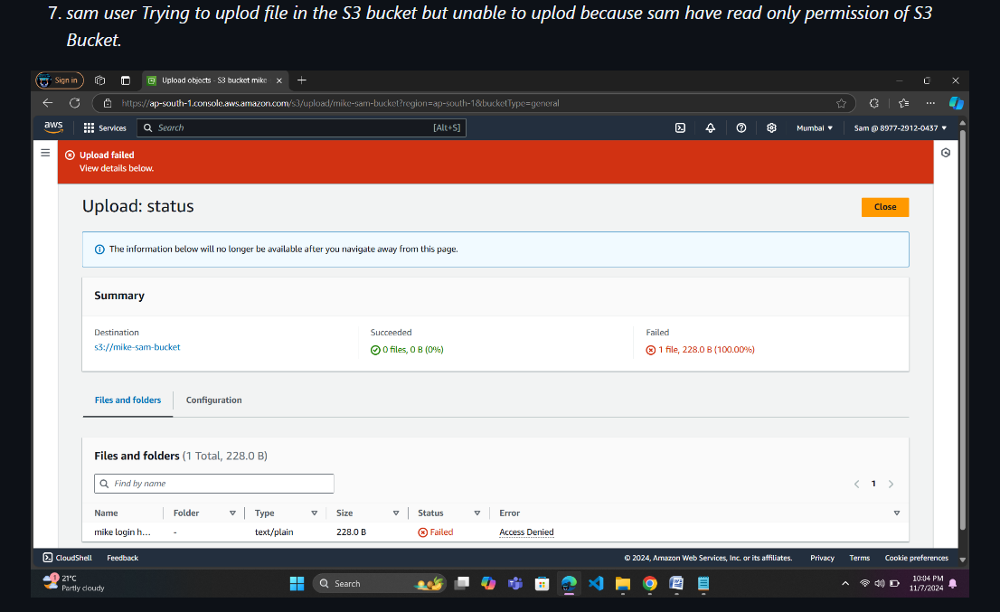 7. sam user Trying to uplod file in the S3 bucket but unable to uplod because sam have read only permission of S3
Bucket.
Sign in
Upload objects - S3 bucket mike
https://ap-south-1.console.aws.amazon.com/s3/upload/mike-sam-bucket?region=ap-south-1&bucketType=general
aws
Services
Search
[Alt+S]
Mumbai
Sam @ 8977-2912-0437
Upload failed
View details below.
Upload: status
Close
The information below will no longer be available after you navigate away from this page.
Summary
Destination
s3://mike-sam-bucket
Succeeded
0 files, 0 B (0%)
Failed
1 file, 228.0 B (100.00%)
Files and folders
Configuration
Files and folders (1 Total, 228.0 B)
Find by name
1
Name Folder Type Size Status Error
mike login h... - text/plain 228.0 B Failed Access Denied
CloudShell Feedback © 2024, Amazon Web Services, Inc. or its affiliates. Privacy Terms Cookie preferences
1
21°C
Partly cloudy
Search
10:04 PM
11/7/2024